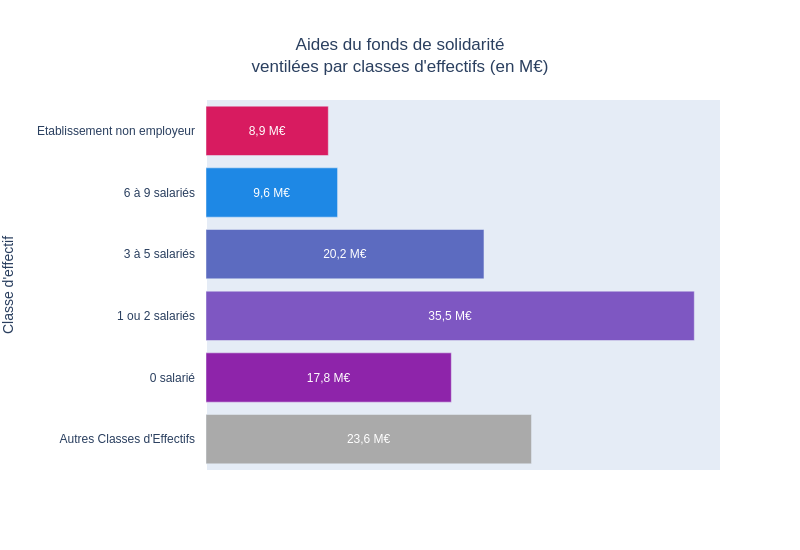 Aides du fonds de solidarité
ventilées par classes d'effectifs (en M€)
Classe d'effectif
Etablissement non employeur
8,9 M€
6 à 9 salariés
9,6 M€
3 à 5 salariés
20,2 M€
1 ou 2 salariés
35,5 M€
0 salarié
17,8 M€
Autres Classes d'Effectifs
23,6 M€